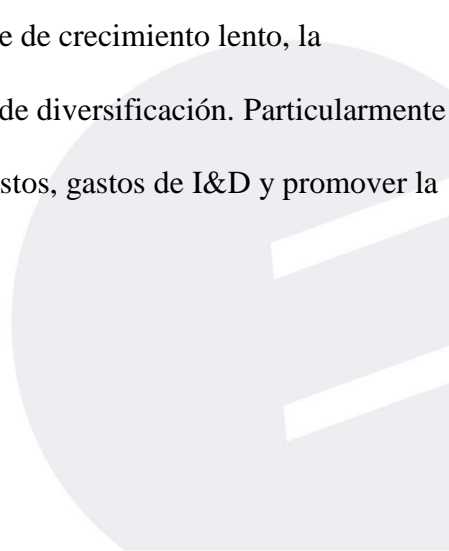 e de crecimiento lento, la
de diversificación. Particularmente
stos, gastos de I&D y promover la